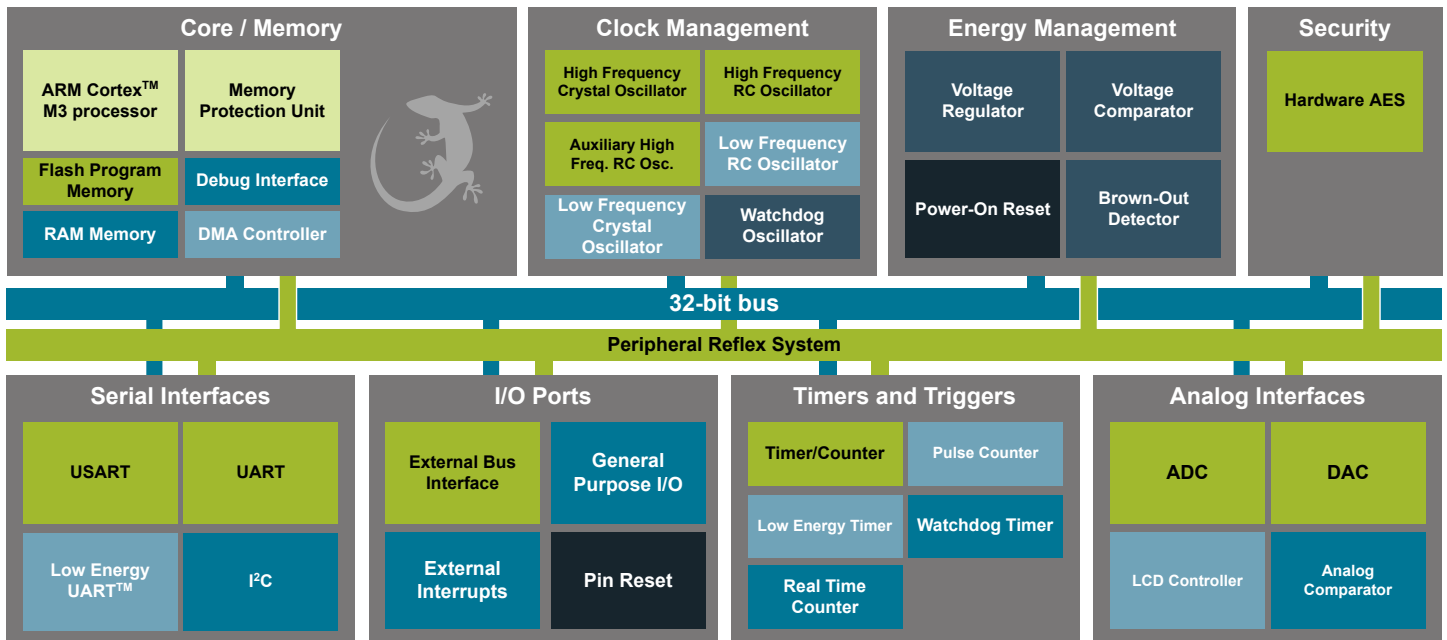 Core / Memory
ARM Cortex™
M3 processor
Memory
Protection Unit
Flash Program
Memory
Debug Interface
RAM Memory
DMA Controller
Clock Management
High Frequency
Crystal Oscillator
High Frequency
RC Oscillator
Auxiliary High
Freq. RC Osc.
Low Frequency
RC Oscillator
Low Frequency
Crystal
Oscillator
Watchdog
Oscillator
Energy Management
Voltage
Regulator
Voltage
Comparator
Power-On Reset
Brown-Out
Detector
Security
Hardware AES
32-bit bus
Peripheral Reflex System
Serial Interfaces
USART
UART
Low Energy
UART™
I²C
I/O Ports
External Bus
Interface
General
Purpose I/O
External
Interrupts
Pin Reset
Timers and Triggers
Timer/Counter
Pulse Counter
Low Energy Timer
Watchdog Timer
Real Time
Counter
Analog Interfaces
ADC
DAC
LCD Controller
Analog
Comparator